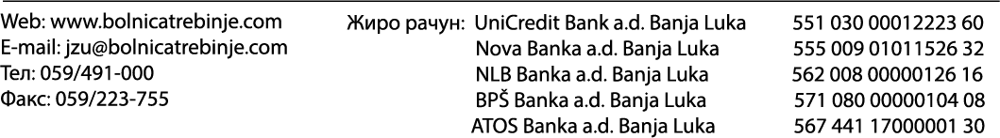 Web: www.bolnicatrebinje.com
E-mail: jzu@bolnicatrebinje.com
Тел: 059/491-000
Факс: 059/223-755
Жиро рачун: UniCredit Bank a.d. Banja Luka 551 030 00012223 60
Nova Banka a.d. Banja Luka 555 009 01011526 32
NLB Banka a.d. Banja Luka 562 008 00000126 16
BPŠ Banka a.d. Banja Luka 571 080 00000104 08
ATOS Banka a.d. Banja Luka 567 441 17000001 30